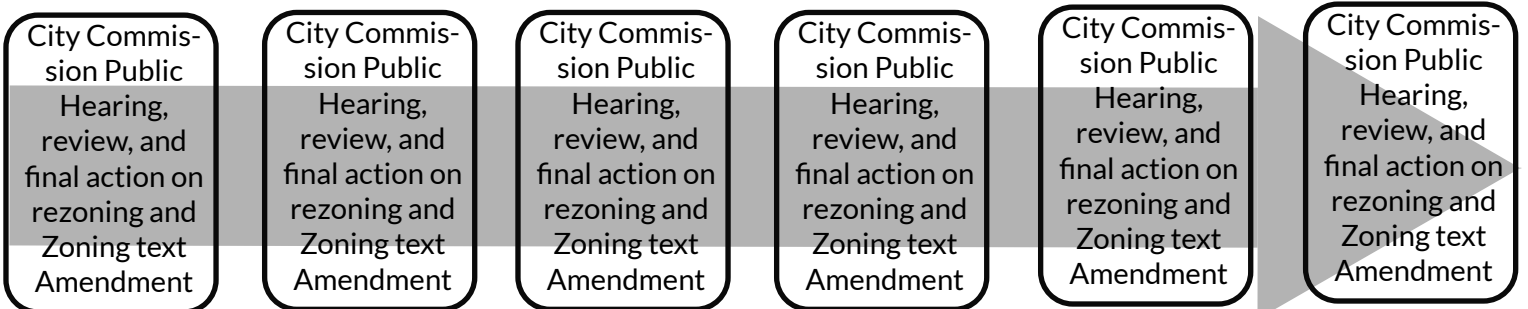 City Commis-
sion Public
Hearing,
review, and
final action on
rezoning and
Zoning text
Amendment
City Commis-
sion Public
Hearing,
review, and
final action on
rezoning and
Zoning text
Amendment
City Commis-
sion Public
Hearing,
review, and
final action on
rezoning and
Zoning text
Amendment
City Commis-
sion Public
Hearing,
review, and
final action on
rezoning and
Zoning text
Amendment
City Commis-
sion Public
Hearing,
review, and
final action on
rezoning and
Zoning text
Amendment
City Commis-
sion Public
Hearing,
review, and
final action on
rezoning and
Zoning text
Amendment